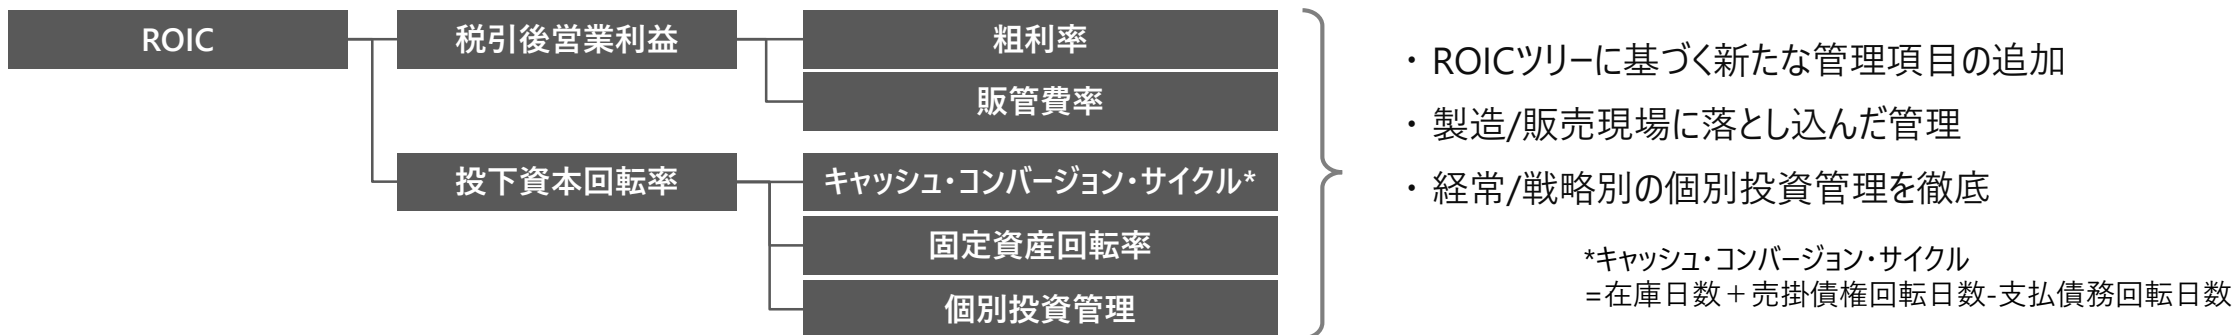 ROIC
税引後営業利益
粗利率
販管費率
投下資本回転率
キャッシュ・コンバージョン・サイクル*
固定資産回転率
個別投資管理
・ROICツリーに基づく新たな管理項目の追加
・製造/販売現場に落とし込んだ管理
・経常/戦略別の個別投資管理を徹底
*キャッシュ・コンバージョン・サイクル
=在庫日数＋売掛債権回転日数-支払債務回転日数